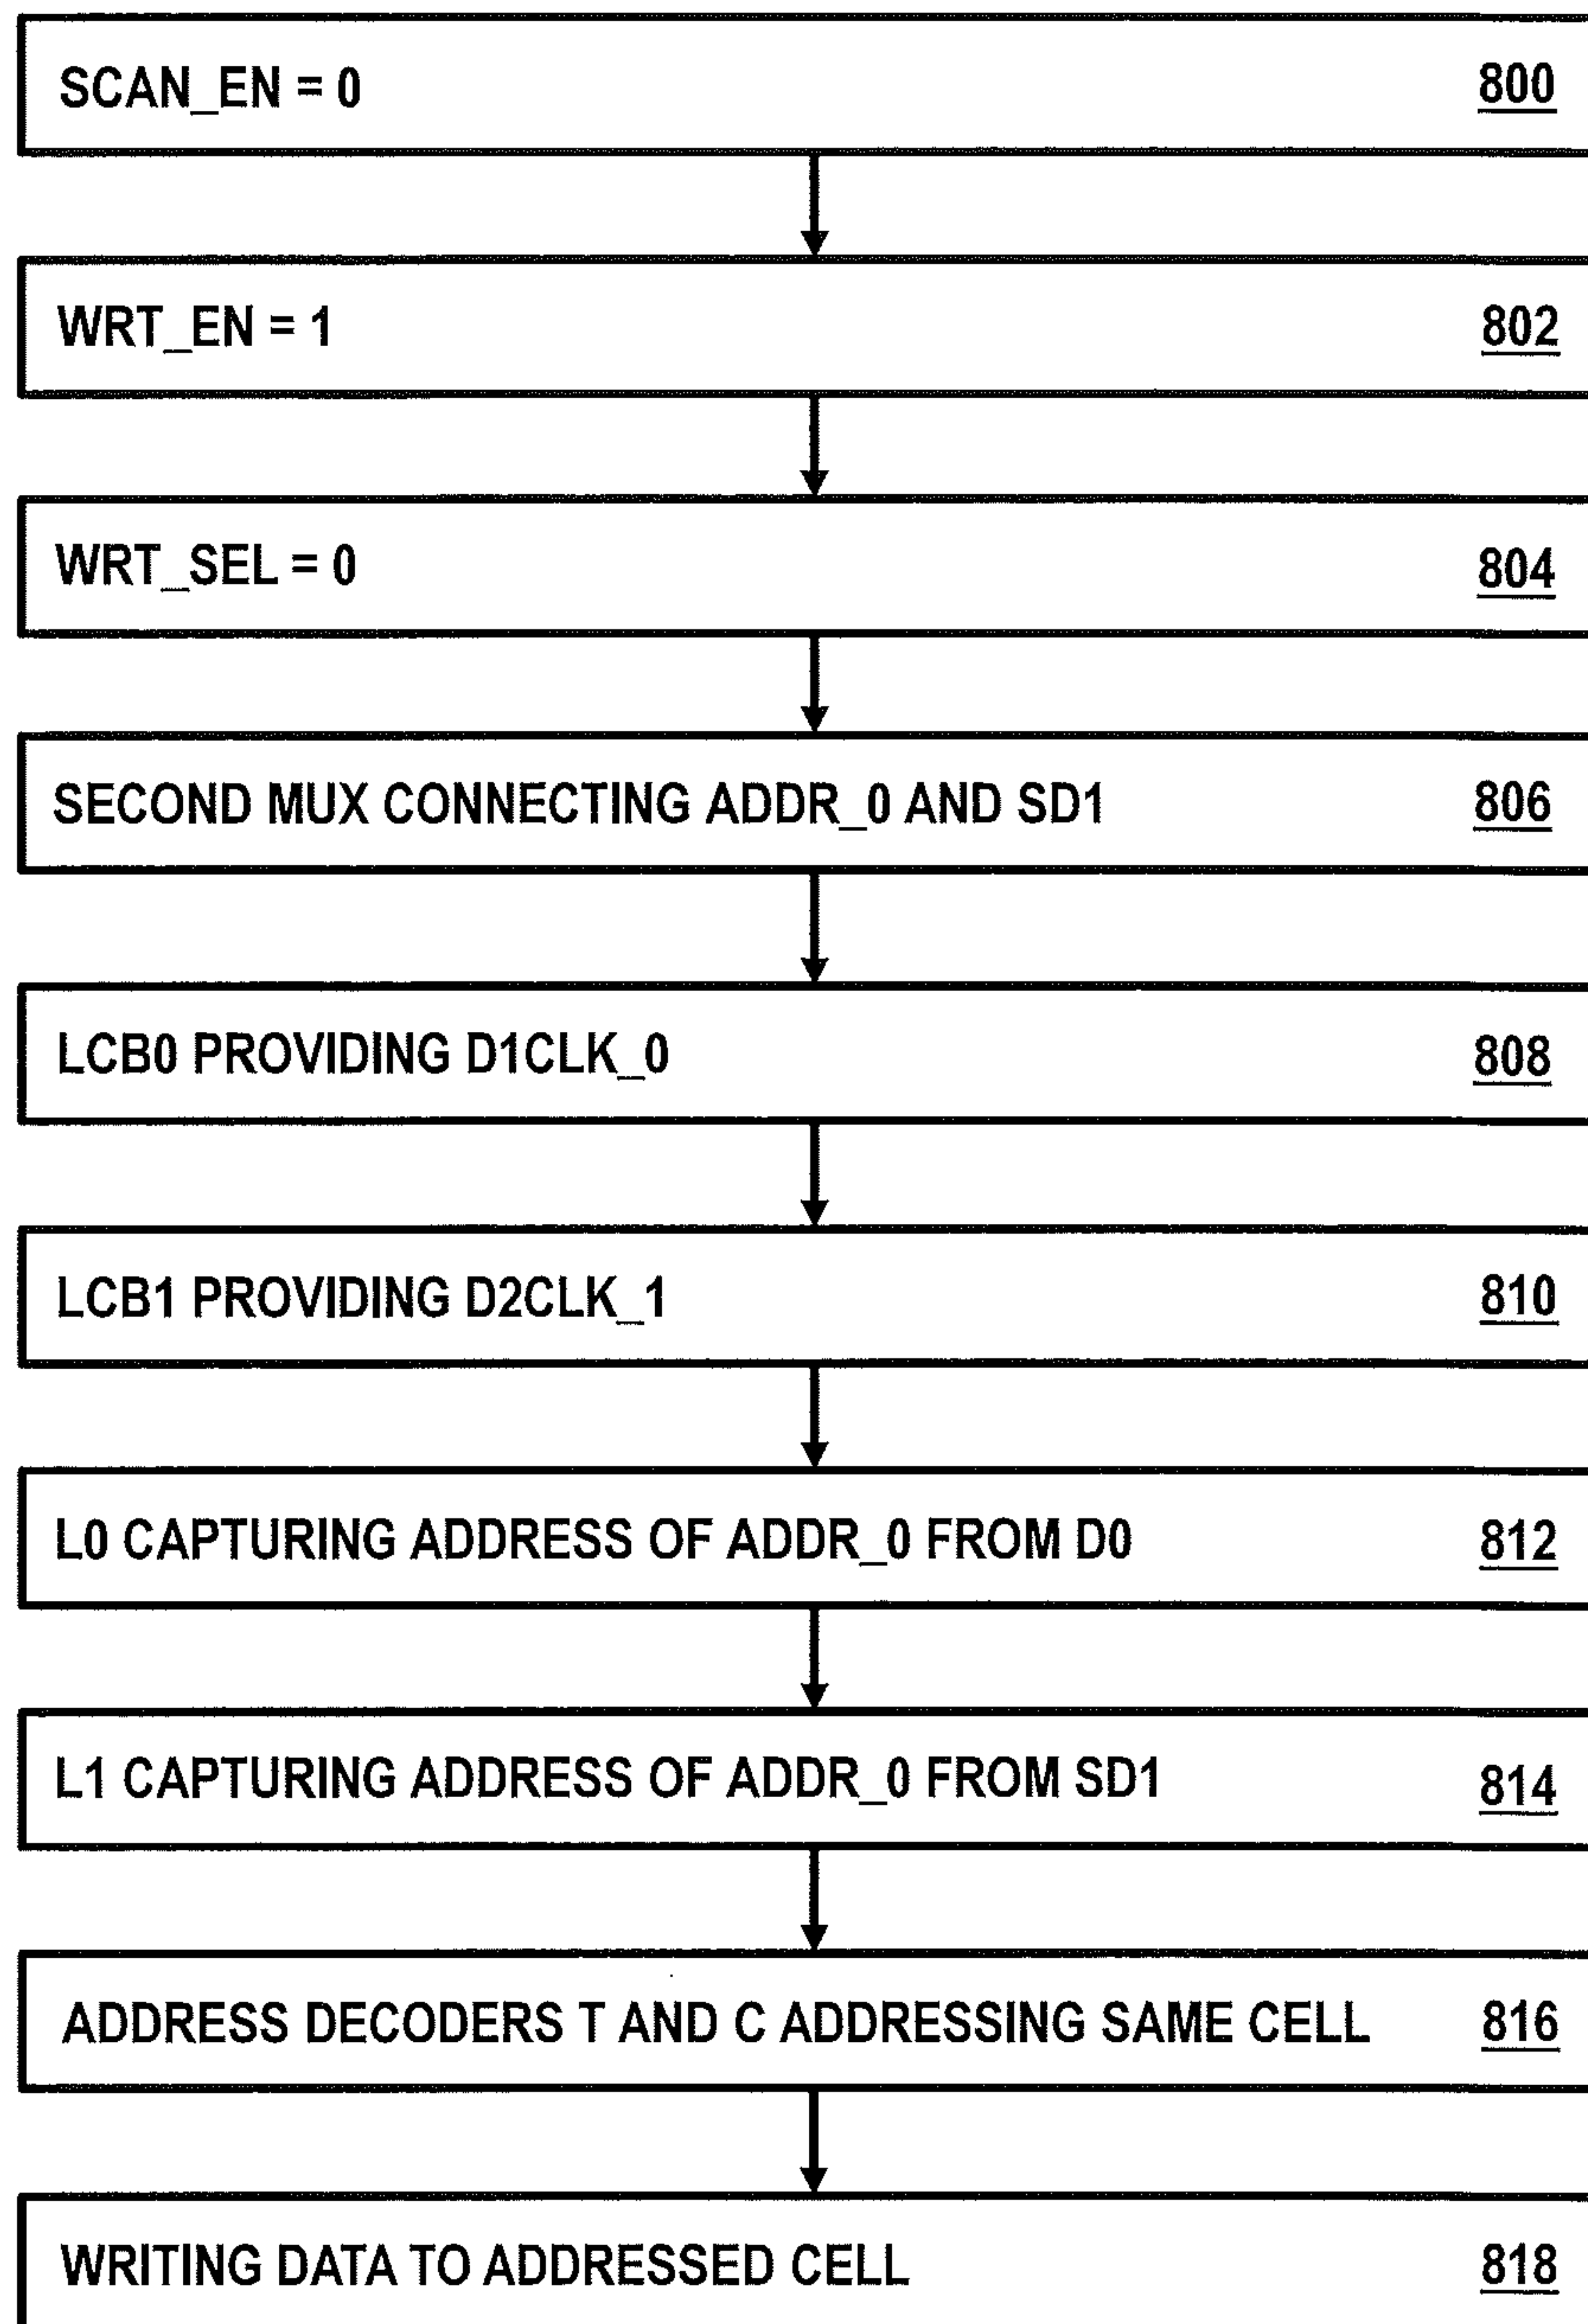 SCAN_EN = 0 800
WRT_EN = 1 802
WRT_SEL = 0 804
SECOND MUX CONNECTING ADDR_0 AND SD1 806
LCB0 PROVIDING D1CLK_0 808
LCB1 PROVIDING D2CLK_1 810
L0 CAPTURING ADDRESS OF ADDR_0 FROM D0 812
L1 CAPTURING ADDRESS OF ADDR_0 FROM SD1 814
ADDRESS DECODERS T AND C ADDRESSING SAME CELL 816
WRITING DATA TO ADDRESSED CELL 818